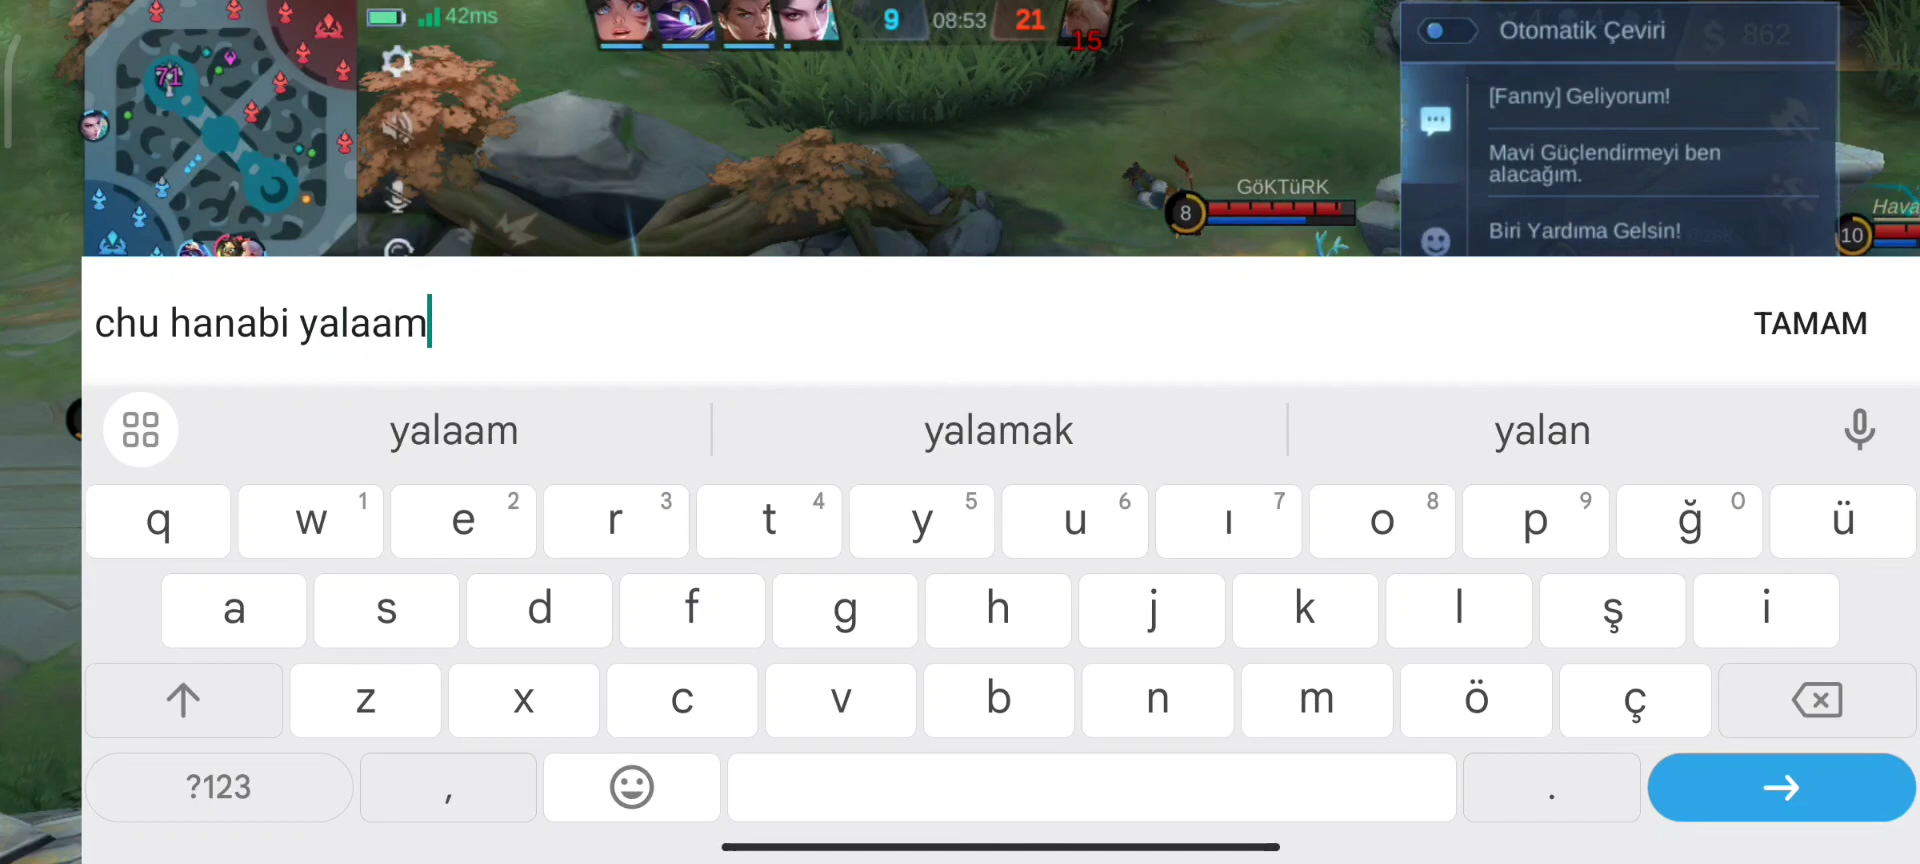 42ms
9 08:53 21
15
71
Otomatik Çeviri
862
[Fanny] Geliyorum!
Mavi Güçlendirmeyi ben
alacağım.
Biri Yardıma Gelsin!
GöKTüRK
8
Hava
10
chu hanabi yalaam
TAMAM
yalaam yalamak yalan
q w 1 e 2 r 3 t 4 y 5 u 6 ı 7 o 8 p 9 ğ 0 ü
a s d f g h j k l ş i
z x c v b n m ö ç
?123 , .